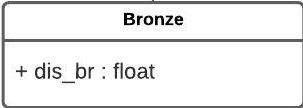 Bronze
+ dis_br : float